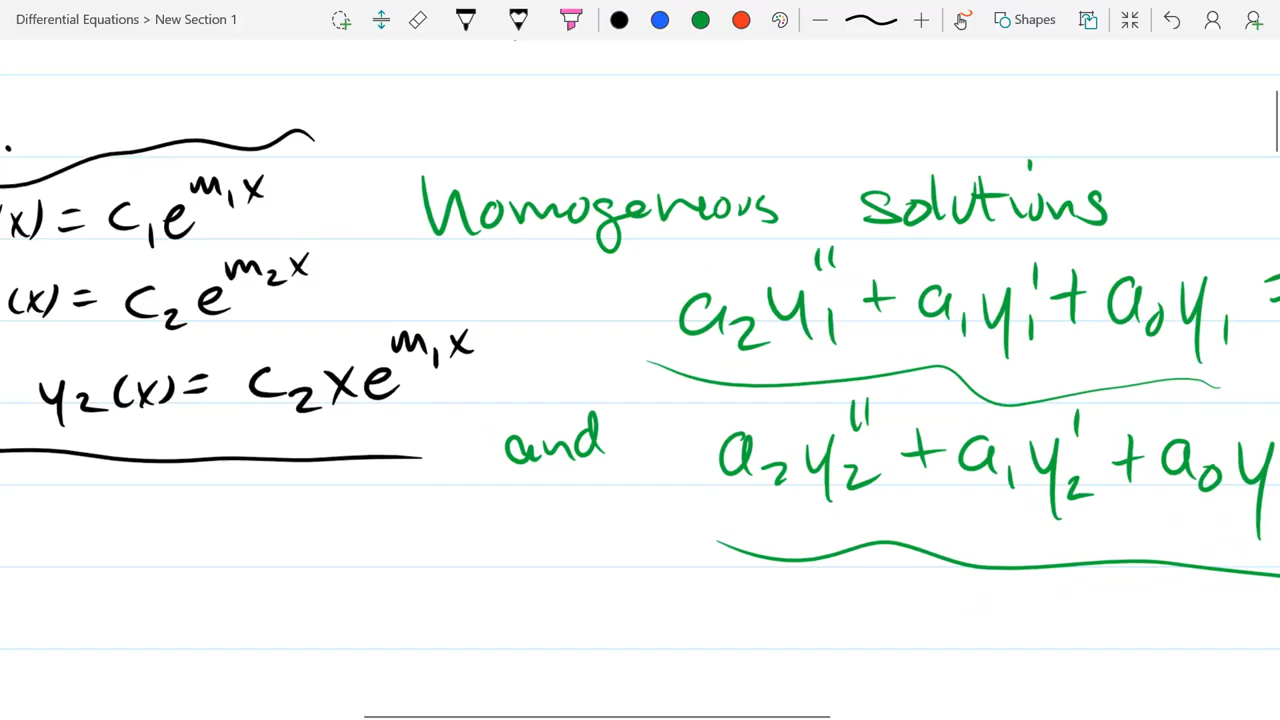 Differential Equations > New Section 1
Shapes
(x) = c₁e^{m₁x}
(x) = c₂e^{m₂x}
y₂(x) = c₂xe^{m₁x}
homogeneous solutions
a₂y₁'' + a₁y₁' + a₀y₁ =
and a₂y₂'' + a₁y₂' + a₀y